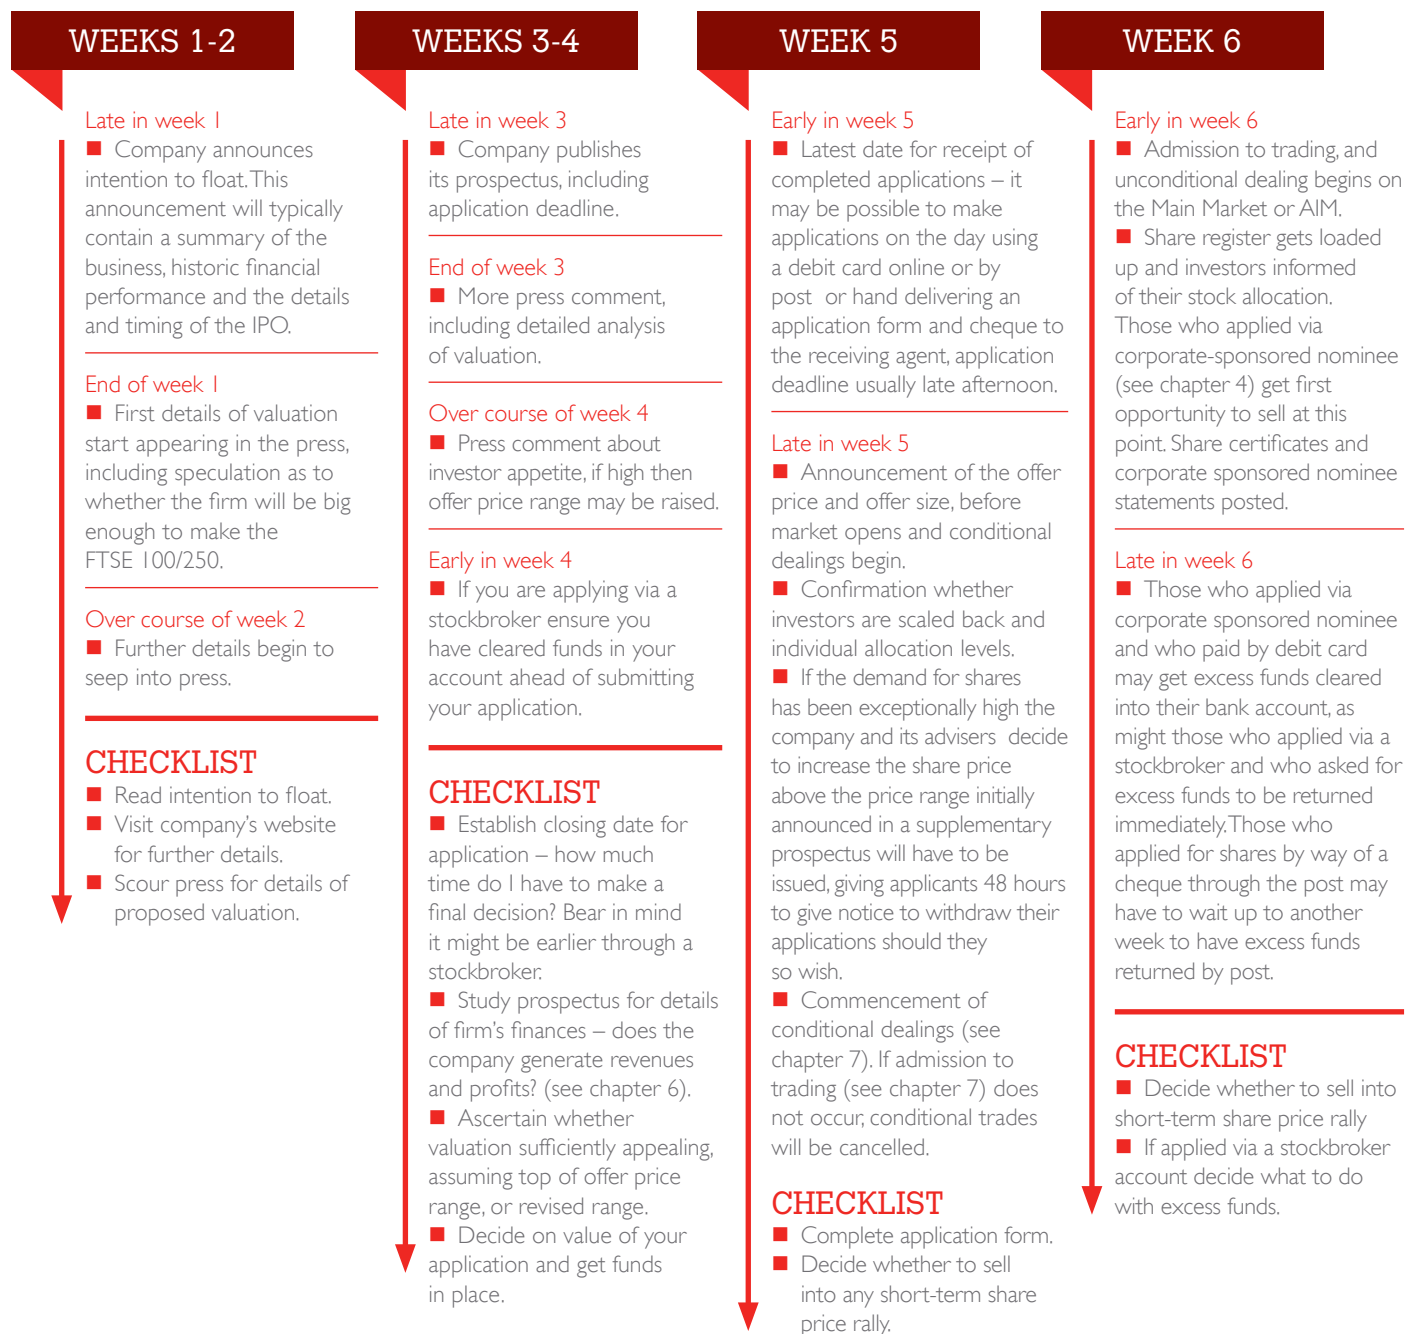 WEEKS 1-2
Late in week 1
■ Company announces
intention to float. This
announcement will typically
contain a summary of the
business, historic financial
performance and the details
and timing of the IPO.
End of week 1
■ First details of valuation
start appearing in the press,
including speculation as to
whether the firm will be big
enough to make the
FTSE 100/250.
Over course of week 2
■ Further details begin to
seep into press.
CHECKLIST
■ Read intention to float.
■ Visit company's website
for further details.
■ Scour press for details of
proposed valuation.
WEEKS 3-4
Late in week 3
■ Company publishes
its prospectus, including
application deadline.
End of week 3
■ More press comment,
including detailed analysis
of valuation.
Over course of week 4
■ Press comment about
investor appetite, if high then
offer price range may be raised.
Early in week 4
■ If you are applying via a
stockbroker ensure you
have cleared funds in your
account ahead of submitting
your application.
CHECKLIST
■ Establish closing date for
application – how much
time do I have to make a
final decision? Bear in mind
it might be earlier through a
stockbroker.
■ Study prospectus for details
of firm's finances – does the
company generate revenues
and profits? (see chapter 6).
■ Ascertain whether
valuation sufficiently appealing,
assuming top of offer price
range, or revised range.
■ Decide on value of your
application and get funds
in place.
WEEK 5
Early in week 5
■ Latest date for receipt of
completed applications – it
may be possible to make
applications on the day using
a debit card online or by
post or hand delivering an
application form and cheque to
the receiving agent, application
deadline usually late afternoon.
Late in week 5
■ Announcement of the offer
price and offer size, before
market opens and conditional
dealings begin.
■ Confirmation whether
investors are scaled back and
individual allocation levels.
■ If the demand for shares
has been exceptionally high the
company and its advisers decide
to increase the share price
above the price range initially
announced in a supplementary
prospectus will have to be
issued, giving applicants 48 hours
to give notice to withdraw their
applications should they
so wish.
■ Commencement of
conditional dealings (see
chapter 7). If admission to
trading (see chapter 7) does
not occur, conditional trades
will be cancelled.
CHECKLIST
■ Complete application form.
■ Decide whether to sell
into any short-term share
price rally.
WEEK 6
Early in week 6
■ Admission to trading, and
unconditional dealing begins on
the Main Market or AIM.
■ Share register gets loaded
up and investors informed
of their stock allocation.
Those who applied via
corporate-sponsored nominee
(see chapter 4) get first
opportunity to sell at this
point. Share certificates and
corporate sponsored nominee
statements posted.
Late in week 6
■ Those who applied via
corporate sponsored nominee
and who paid by debit card
may get excess funds cleared
into their bank account, as
might those who applied via a
stockbroker and who asked for
excess funds to be returned
immediately. Those who
applied for shares by way of a
cheque through the post may
have to wait up to another
week to have excess funds
returned by post.
CHECKLIST
■ Decide whether to sell into
short-term share price rally
■ If applied via a stockbroker
account decide what to do
with excess funds.